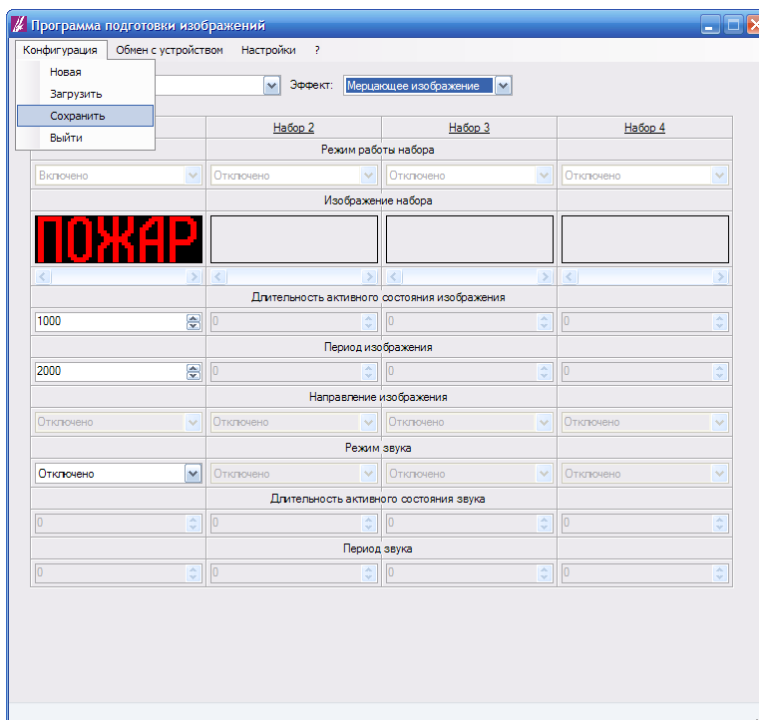 Программа подготовки изображений
Конфигурация Обмен с устройством Настройки ?
Новая
Загрузить
Сохранить
Выйти
Эффект: Мерцающее изображение
Набор 2 Набор 3 Набор 4
Режим работы набора
Включено Отключено Отключено Отключено
Изображение набора
ПОЖАР
Длительность активного состояния изображения
1000 0 0 0
Период изображения
2000 0 0 0
Направление изображения
Отключено Отключено Отключено Отключено
Режим звука
Отключено Отключено Отключено Отключено
Длительность активного состояния звука
0 0 0 0
Период звука
0 0 0 0